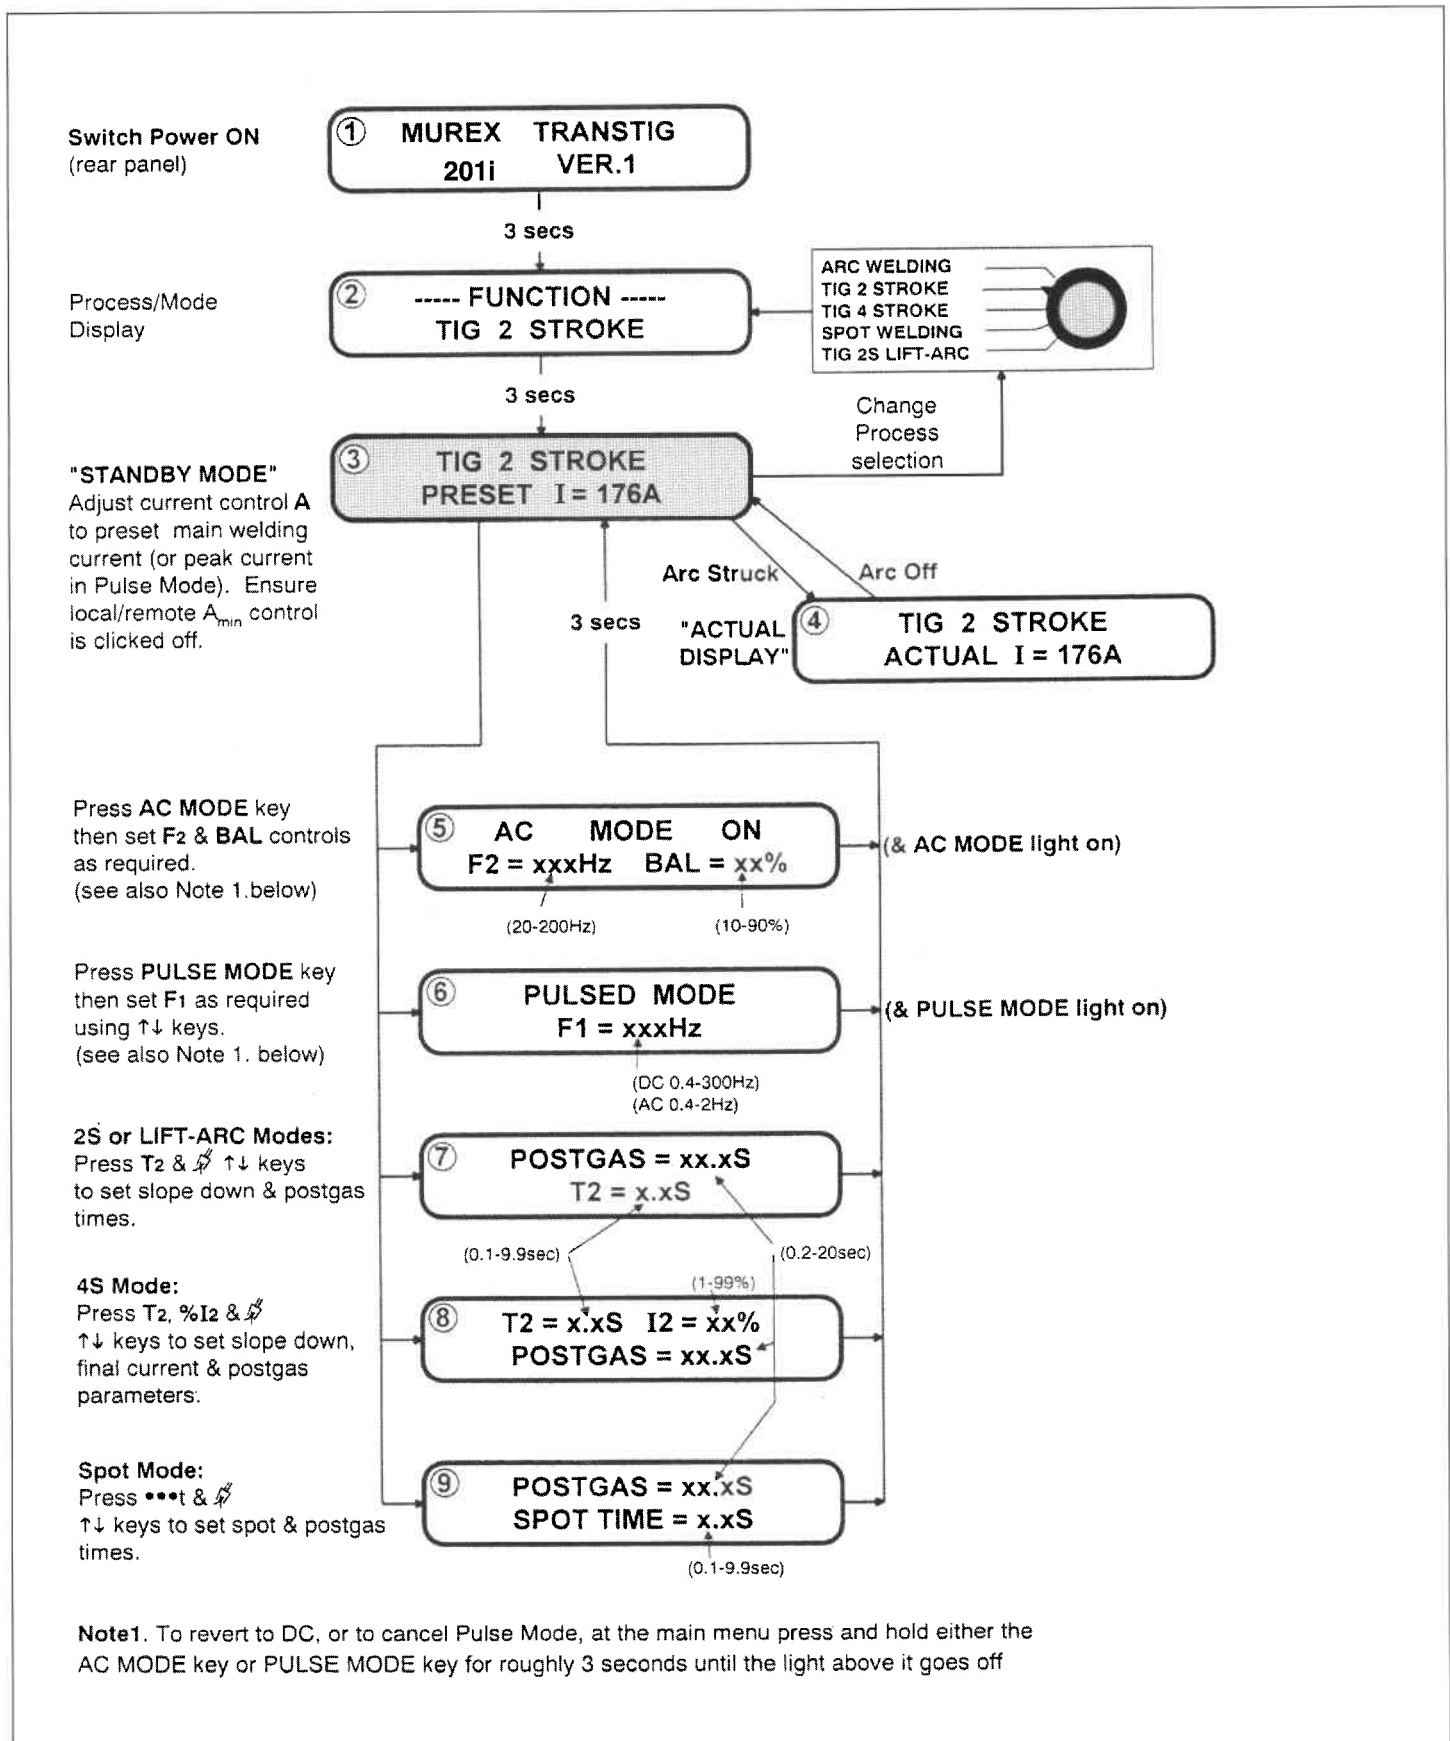 Switch Power ON
(rear panel)
① MUREX TRANSTIG
201i VER.1
3 secs
Process/Mode
Display
② ----- FUNCTION -----
TIG 2 STROKE
ARC WELDING
TIG 2 STROKE
TIG 4 STROKE
SPOT WELDING
TIG 2S LIFT-ARC
3 secs
Change
Process
selection
"STANDBY MODE"
Adjust current control A
to preset main welding
current (or peak current
in Pulse Mode). Ensure
local/remote Amin control
is clicked off.
③ TIG 2 STROKE
PRESET I = 176A
Arc Struck
Arc Off
3 secs
"ACTUAL
DISPLAY"
④ TIG 2 STROKE
ACTUAL I = 176A
Press AC MODE key
then set F2 & BAL controls
as required.
(see also Note 1.below)
⑤ AC MODE ON
F2 = xxxHz BAL = xx%
(& AC MODE light on)
(20-200Hz)
(10-90%)
Press PULSE MODE key
then set F1 as required
using ↑↓ keys.
(see also Note 1. below)
⑥ PULSED MODE
F1 = xxxHz
(& PULSE MODE light on)
(DC 0.4-300Hz)
(AC 0.4-2Hz)
2S or LIFT-ARC Modes:
Press T2 & ↑↓ keys
to set slope down & postgas
times.
⑦ POSTGAS = xx.xS
T2 = x.xS
(0.1-9.9sec)
(0.2-20sec)
4S Mode:
Press T2, %I2 &
↑↓ keys to set slope down,
final current & postgas
parameters.
(1-99%)
⑧ T2 = x.xS I2 = xx%
POSTGAS = xx.xS
Spot Mode:
Press •••t &
↑↓ keys to set spot & postgas
times.
⑨ POSTGAS = xx.xS
SPOT TIME = x.xS
(0.1-9.9sec)
Note1. To revert to DC, or to cancel Pulse Mode, at the main menu press and hold either the
AC MODE key or PULSE MODE key for roughly 3 seconds until the light above it goes off